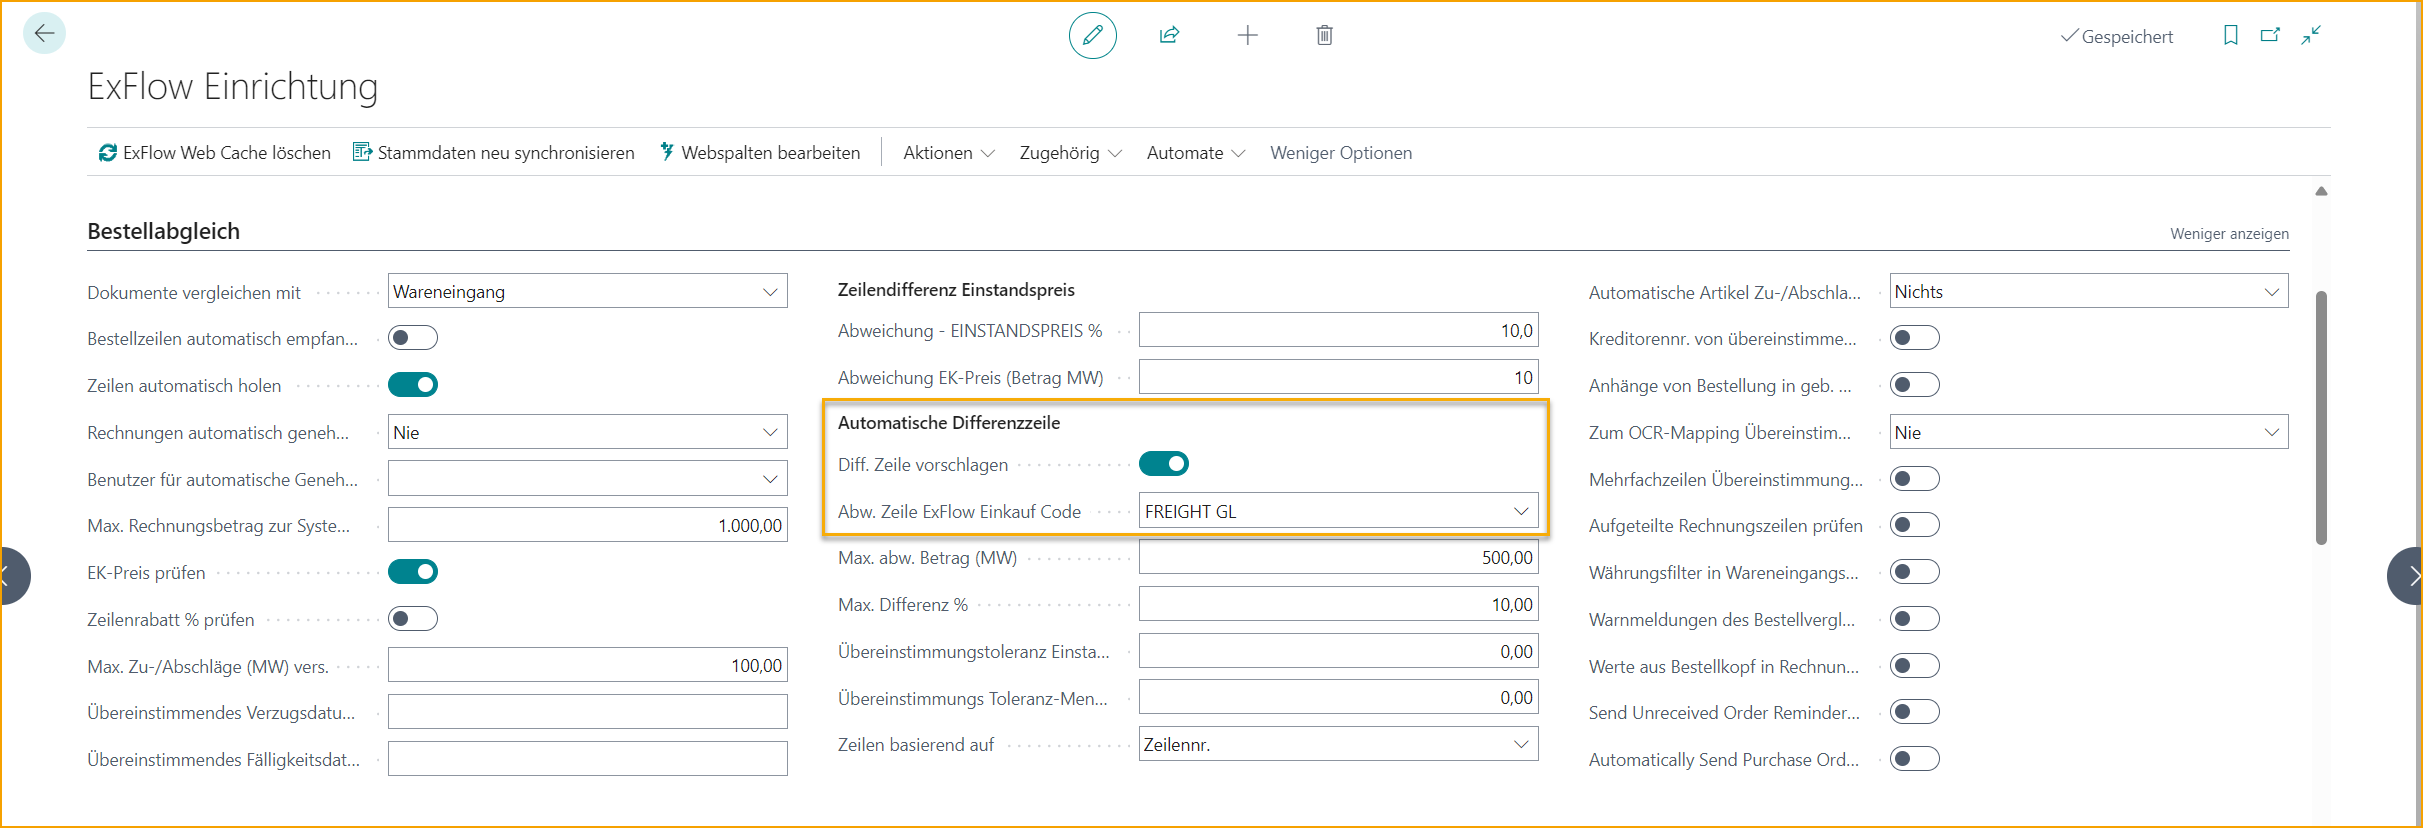 Gespeichert
ExFlow Einrichtung
ExFlow Web Cache löschen
Stammdaten neu synchronisieren
Webspalten bearbeiten
Aktionen
Zugehörig
Automate
Weniger Optionen
Bestellabgleich
Weniger anzeigen
Dokumente vergleichen mit
Wareneingang
Bestellzeilen automatisch empfan...
Zeilen automatisch holen
Rechnungen automatisch geneh...
Nie
Benutzer für automatische Geneh...
Max. Rechnungsbetrag zur Syste...
1.000,00
EK-Preis prüfen
Zeilenrabatt % prüfen
Max. Zu-/Abschläge (MW) vers.
100,00
Übereinstimmendes Verzugsdatu...
Übereinstimmendes Fälligkeitsdat...
Zeilendifferenz Einstandspreis
Abweichung - EINSTANDSPREIS %
10,0
Abweichung EK-Preis (Betrag MW)
10
Automatische Differenzzeile
Diff. Zeile vorschlagen
Abw. Zeile ExFlow Einkauf Code
FREIGHT GL
Max. abw. Betrag (MW)
500,00
Max. Differenz %
10,00
Übereinstimmungstoleranz Einsta...
0,00
Übereinstimmungs Toleranz-Men...
0,00
Zeilen basierend auf
Zeilennr.
Automatische Artikel Zu-/Abschla...
Nichts
Kreditorennr. von übereinstimme...
Anhänge von Bestellung in geb. ...
Zum OCR-Mapping Übereinstim...
Nie
Mehrfachzeilen Übereinstimmung...
Aufgeteilte Rechnungszeilen prüfen
Währungsfilter in Wareneingangs...
Warnmeldungen des Bestellvergl...
Werte aus Bestellkopf in Rechnun...
Send Unreceived Order Reminder...
Automatically Send Purchase Ord...